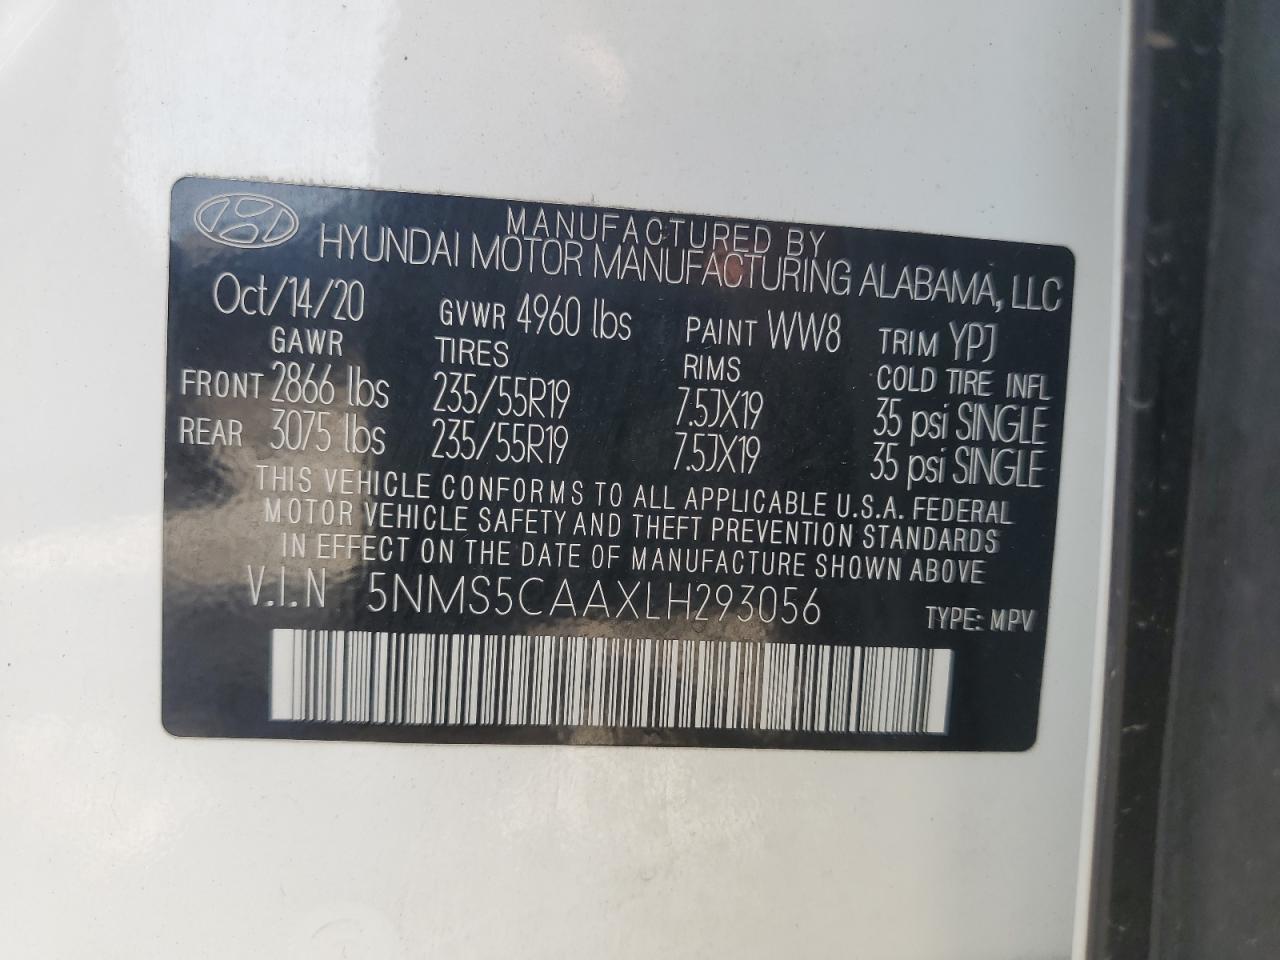 MANUFACTURED BY
HYUNDAI MOTOR MANUFACTURING ALABAMA, LLC
Oct/14/20 GVWR 4960 lbs PAINT WW8 TRIM YPJ
GAWR TIRES RIMS COLD TIRE INFL
FRONT 2866 lbs 235/55R19 7.5JX19 35 psi SINGLE
REAR 3075 lbs 235/55R19 7.5JX19 35 psi SINGLE
THIS VEHICLE CONFORMS TO ALL APPLICABLE U.S.A. FEDERAL
MOTOR VEHICLE SAFETY AND THEFT PREVENTION STANDARDS
IN EFFECT ON THE DATE OF MANUFACTURE SHOWN ABOVE
V.I.N 5NMS5CAAXLH293056 TYPE: MPV